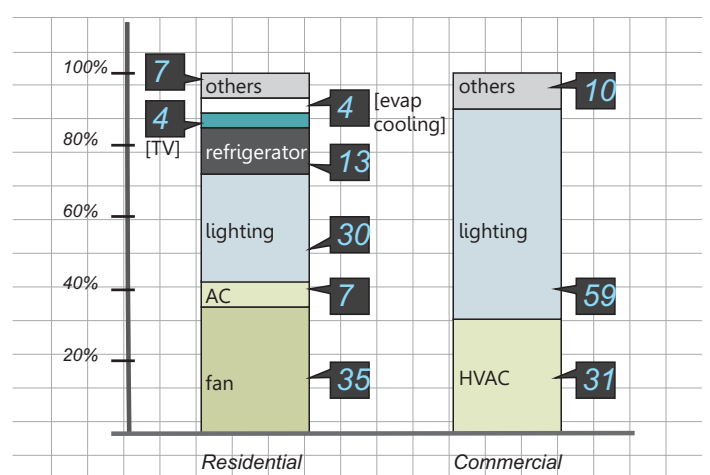 100%
80%
60%
40%
20%
7
others
4
[evap
cooling]
4
[TV]
refrigerator
13
lighting
30
AC
7
fan
35
Residential
others
10
lighting
59
HVAC
31
Commercial